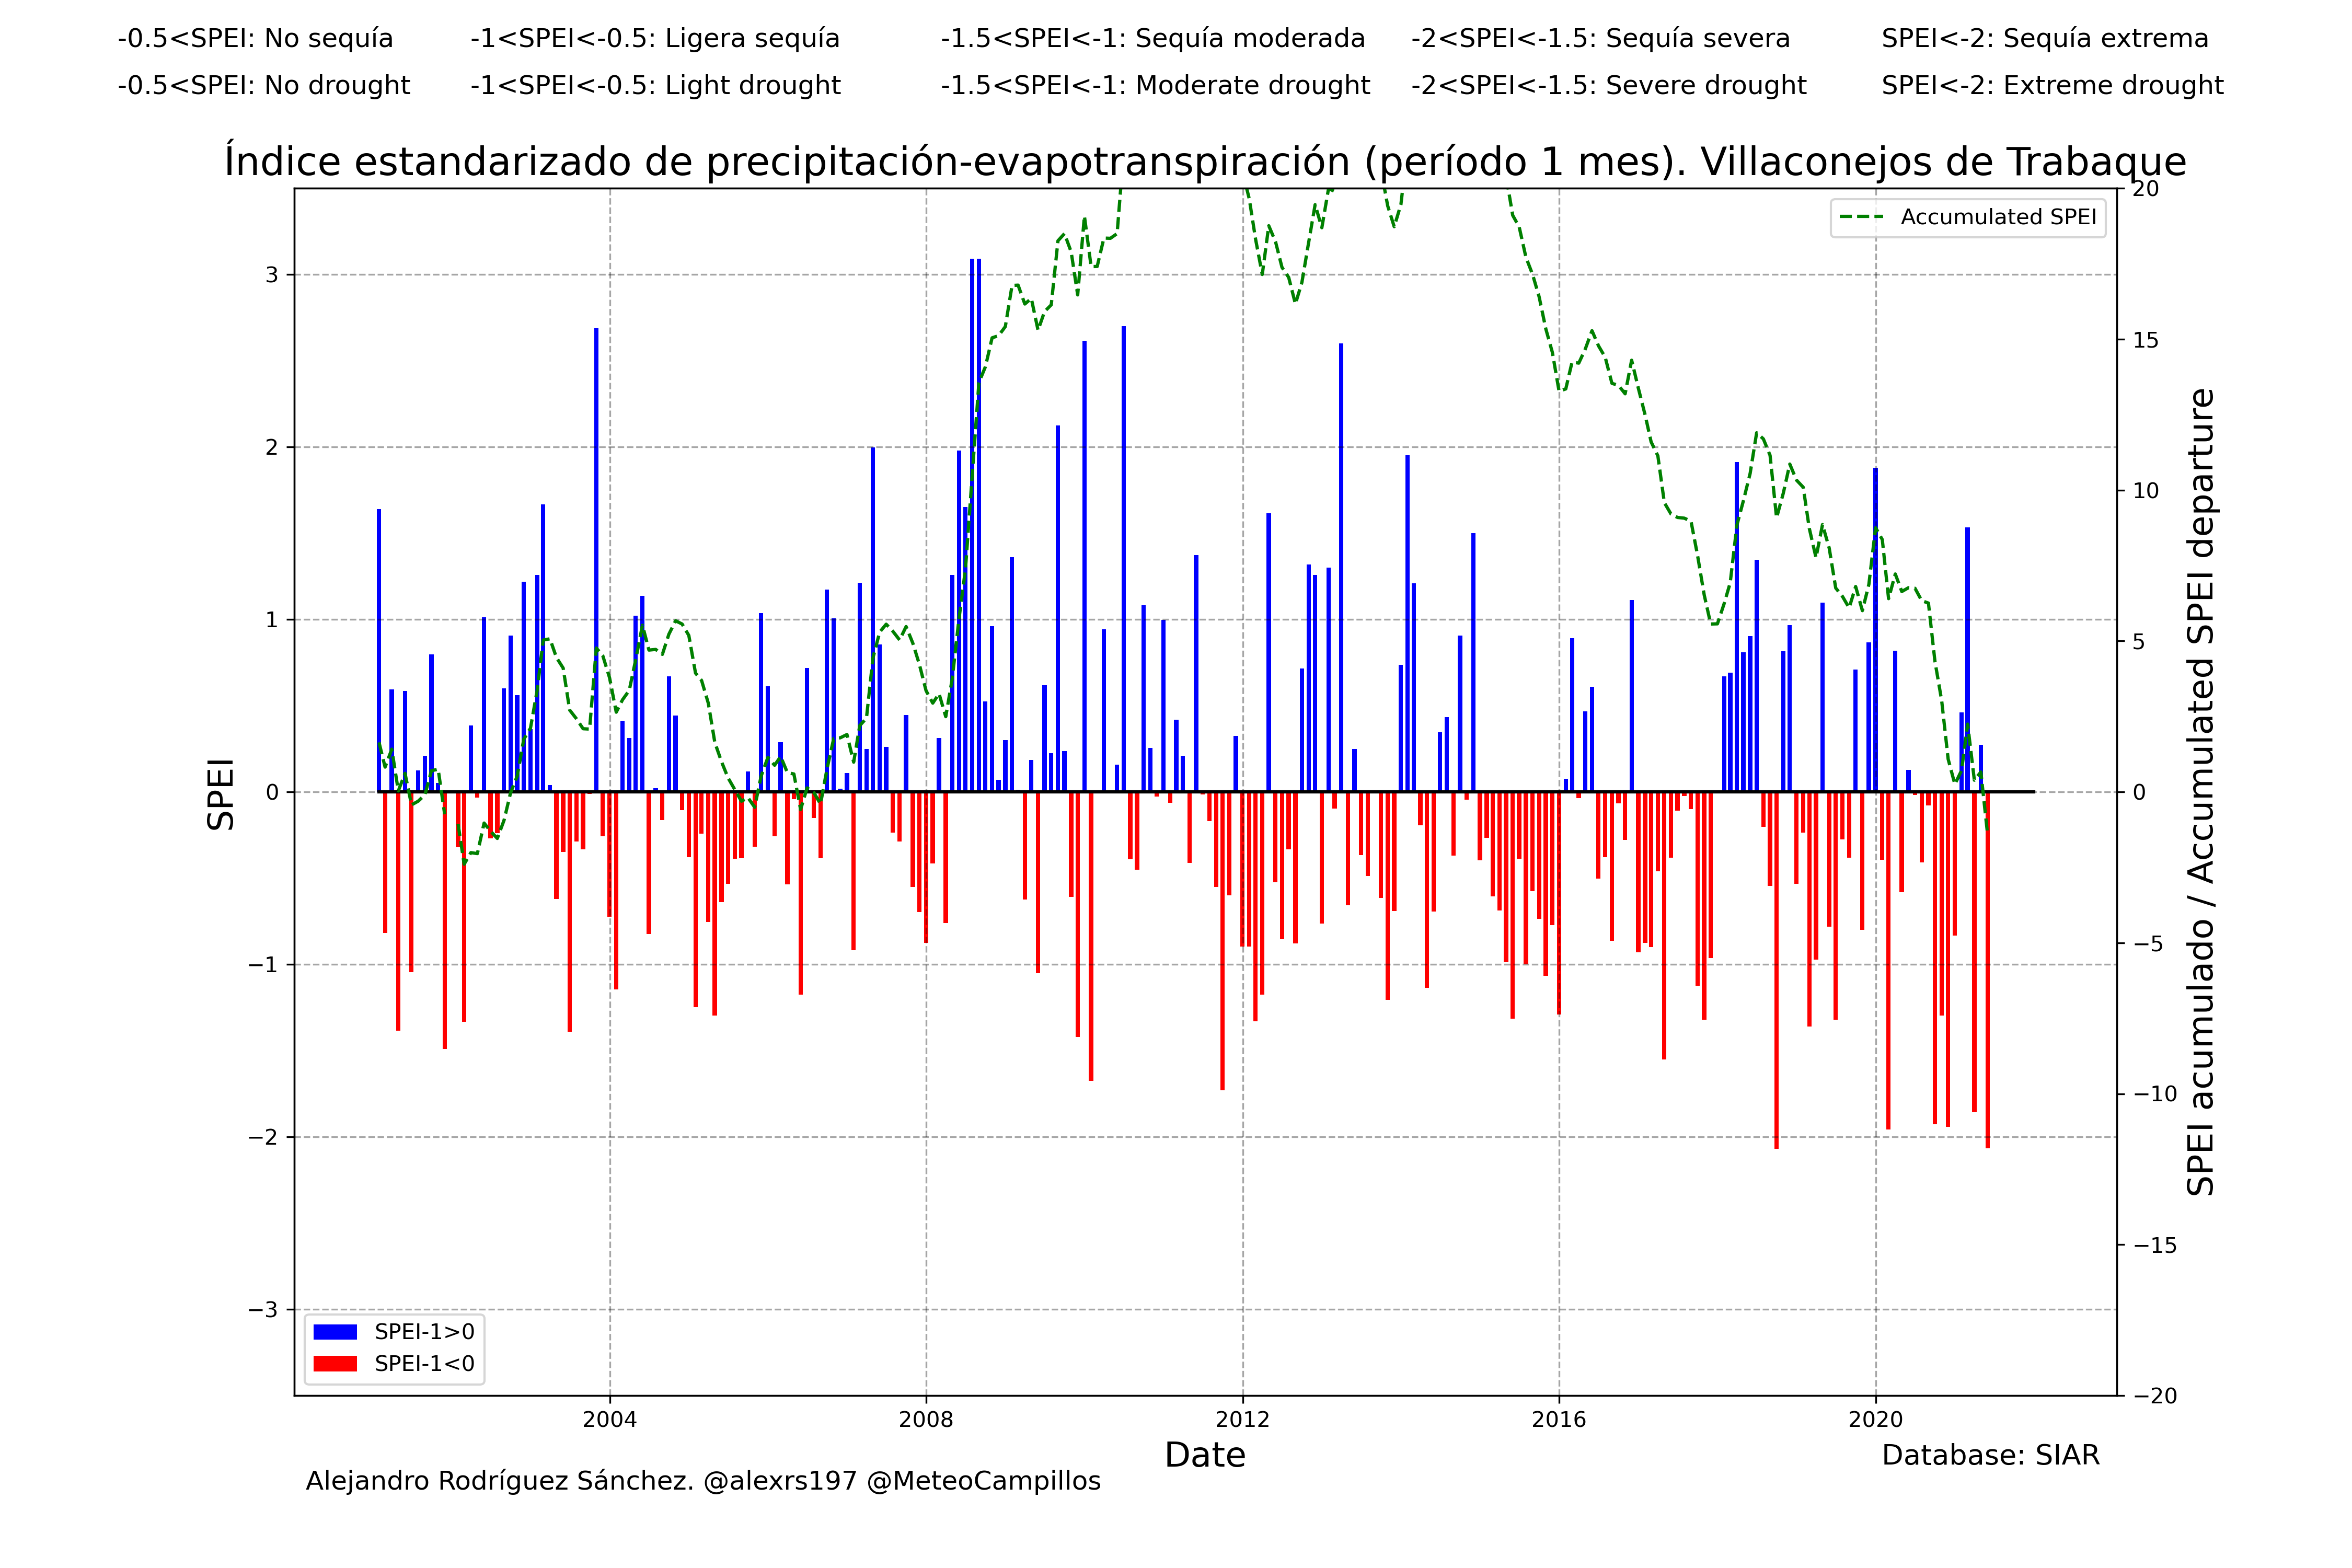 -0.5<SPEI: No sequía -1<SPEI<-0.5: Ligera sequía -1.5<SPEI<-1: Sequía moderada -2<SPEI<-1.5: Sequía severa SPEI<-2: Sequía extrema
-0.5<SPEI: No drought -1<SPEI<-0.5: Light drought -1.5<SPEI<-1: Moderate drought -2<SPEI<-1.5: Severe drought SPEI<-2: Extreme drought
Índice estandarizado de precipitación-evapotranspiración (período 1 mes). Villaconejos de Trabaque
Accumulated SPEI
3
2
1
0
−1
−2
−3
SPEI
20
15
10
5
0
−5
−10
−15
−20
SPEI acumulado / Accumulated SPEI departure
SPEI-1>0
SPEI-1<0
2004 2008 2012 2016 2020
Date
Database: SIAR
Alejandro Rodríguez Sánchez. @alexrs197 @MeteoCampillos